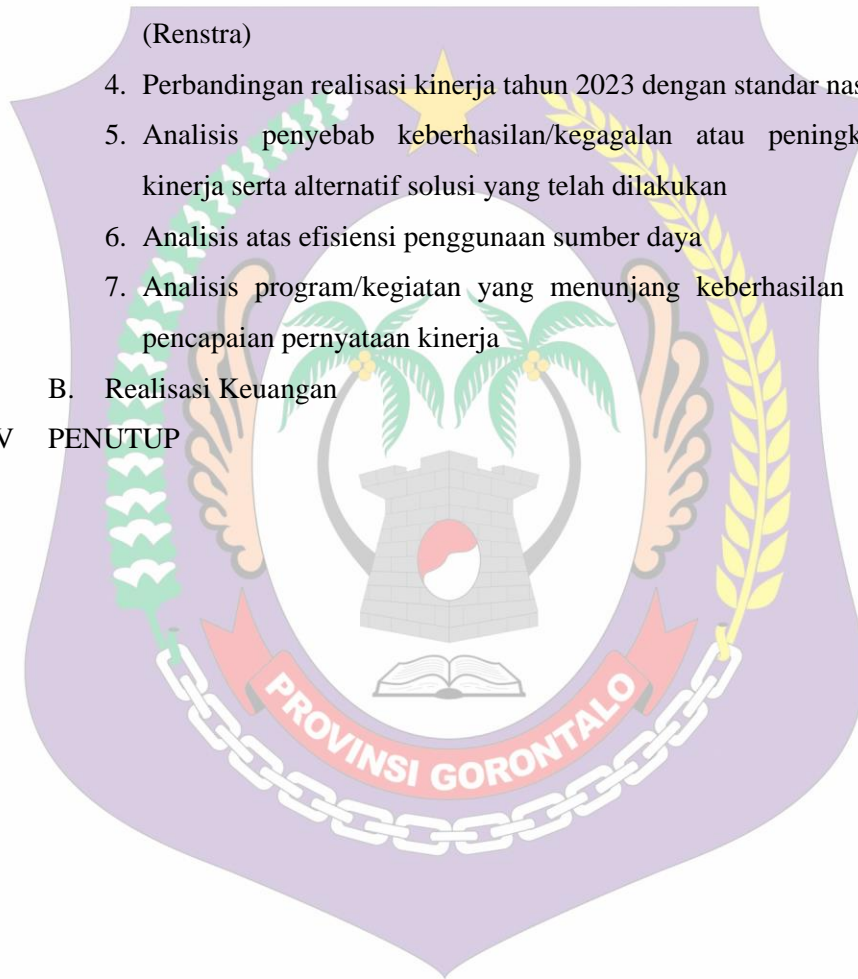 (Renstra)
4. Perbandingan realisasi kinerja tahun 2023 dengan standar
5. Analisis penyebab keberhasilan/kegagalan atau
kinerja serta alternatif solusi yang telah dilakukan
6. Analisis atas efisiensi penggunaan sumber daya
7. Analisis program/kegiatan yang menunjang keberhasilan
pencapaian pernyataan kinerja
B. Realisasi Keuangan
V PENUTUP
PROVINSI GORONTALO